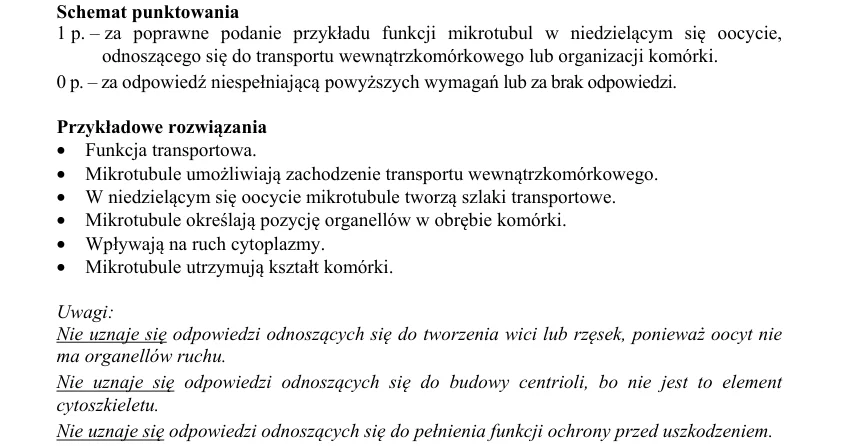 Schemat punktowania
1 p. – za poprawne podanie przykładu funkcji mikrotubul w niedzielącym się oocycie,
odnoszącego się do transportu wewnątrzkomórkowego lub organizacji komórki.
0 p. – za odpowiedź niespełniającą powyższych wymagań lub za brak odpowiedzi.
Przykładowe rozwiązania
• Funkcja transportowa.
• Mikrotubule umożliwiają zachodzenie transportu wewnątrzkomórkowego.
• W niedzielącym się oocycie mikrotubule tworzą szlaki transportowe.
• Mikrotubule określają pozycję organellów w obrębie komórki.
• Wpływają na ruch cytoplazmy.
• Mikrotubule utrzymują kształt komórki.
Uwagi:
Nie uznaje się odpowiedzi odnoszących się do tworzenia wici lub rzęsek, ponieważ oocyt nie
ma organellów ruchu.
Nie uznaje się odpowiedzi odnoszących się do budowy centrioli, bo nie jest to element
cytoszkieletu.
Nie uznaje się odpowiedzi odnoszących się do pełnienia funkcji ochrony przed uszkodzeniem.